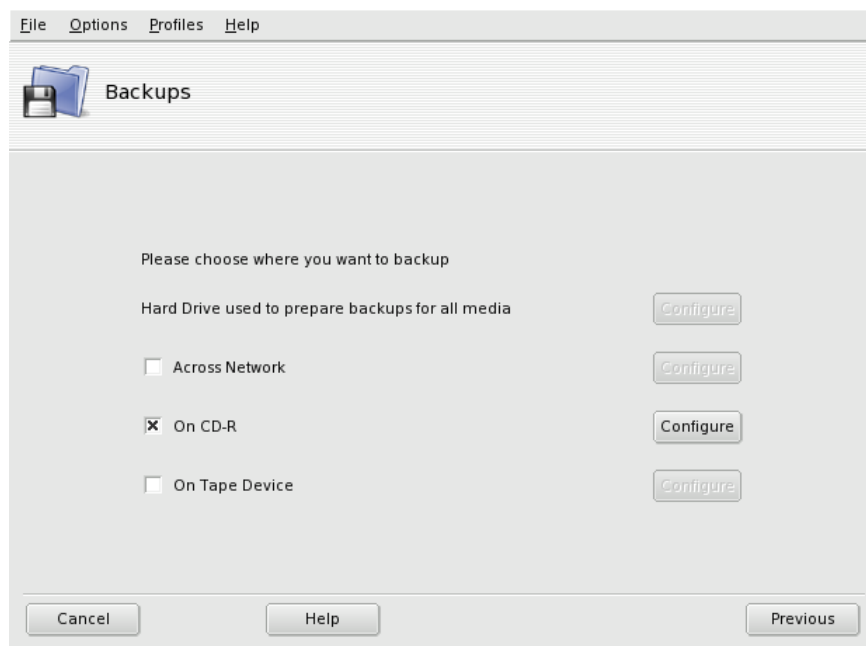 File Options Profiles Help
Backups
Please choose where you want to backup
Hard Drive used to prepare backups for all media Configure
Across Network Configure
On CD-R Configure
On Tape Device Configure
Cancel Help Previous